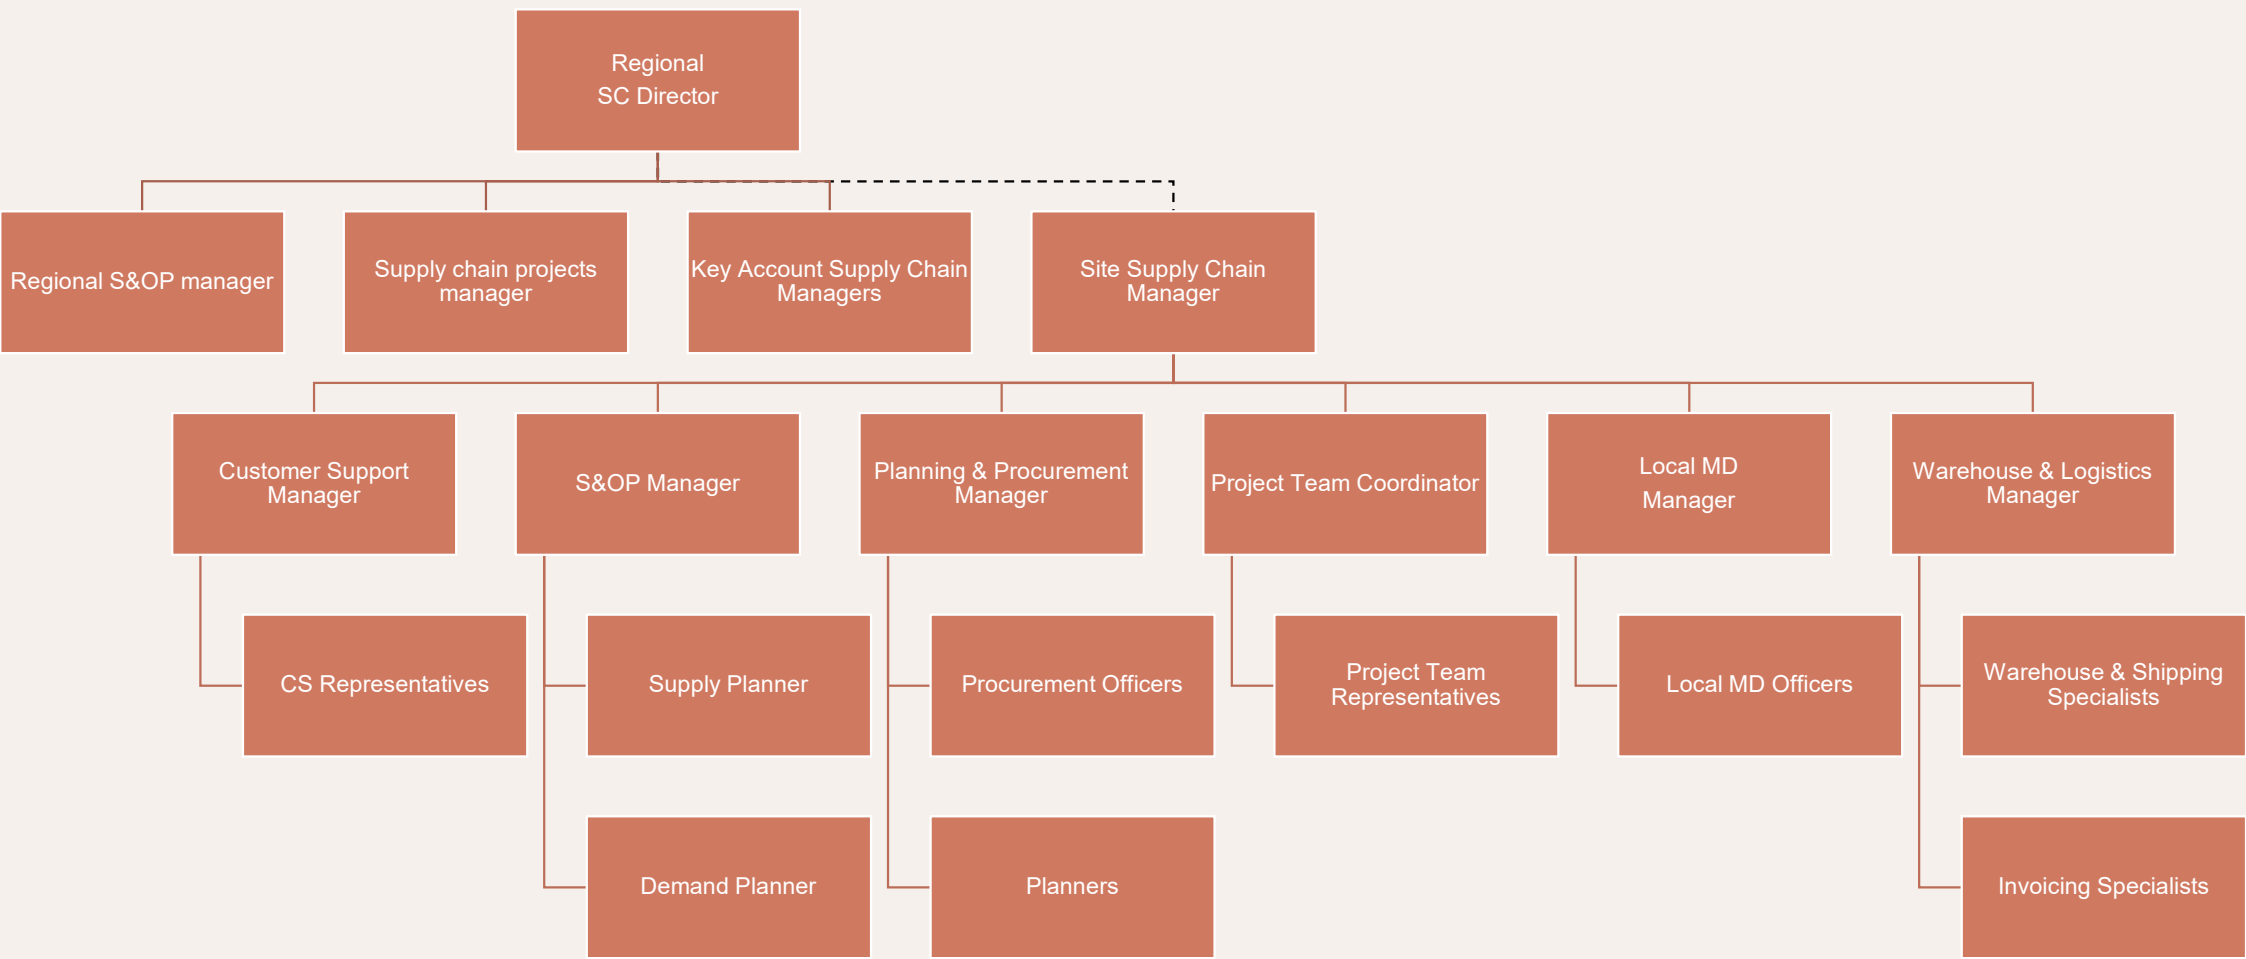 Regional
SC Director
Regional S&OP manager
Supply chain projects
manager
Key Account Supply Chain
Managers
Site Supply Chain
Manager
Customer Support
Manager
S&OP Manager
Planning & Procurement
Manager
Project Team Coordinator
Local MD
Manager
Warehouse & Logistics
Manager
CS Representatives
Supply Planner
Procurement Officers
Project Team
Representatives
Local MD Officers
Warehouse & Shipping
Specialists
Demand Planner
Planners
Invoicing Specialists